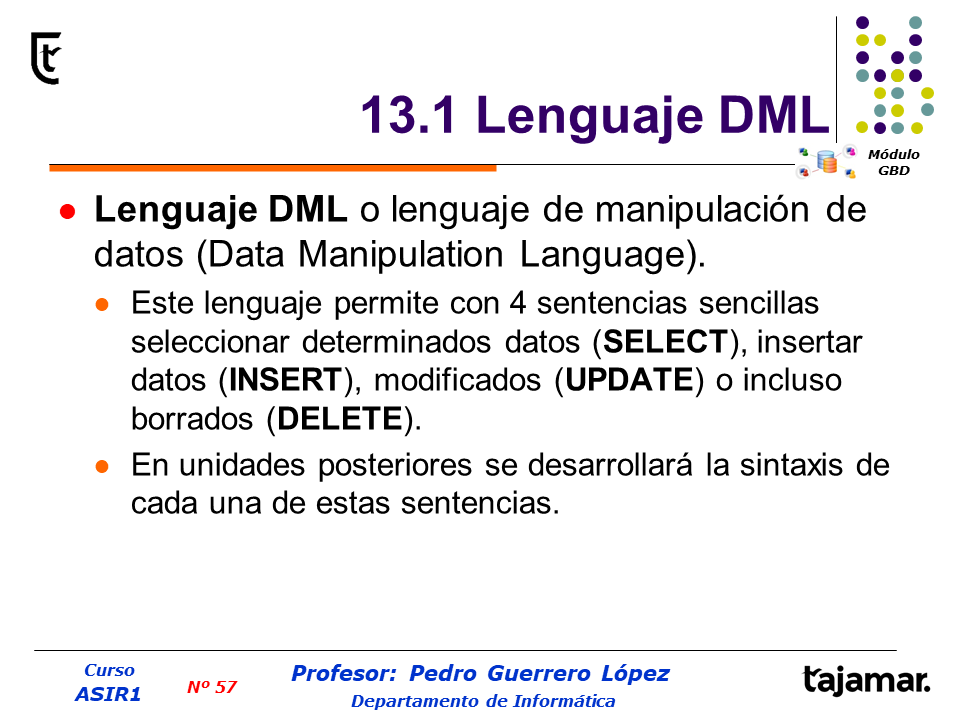 13.1 Lenguaje DML
Módulo
GBD
Lenguaje DML o lenguaje de manipulación de
datos (Data Manipulation Language).
Este lenguaje permite con 4 sentencias sencillas
seleccionar determinados datos (SELECT), insertar
datos (INSERT), modificados (UPDATE) o incluso
borrados (DELETE).
En unidades posteriores se desarrollará la sintaxis de
cada una de estas sentencias.
Curso
ASIR1
Nº 57
Profesor: Pedro Guerrero López
Departamento de Informática
tajamar.